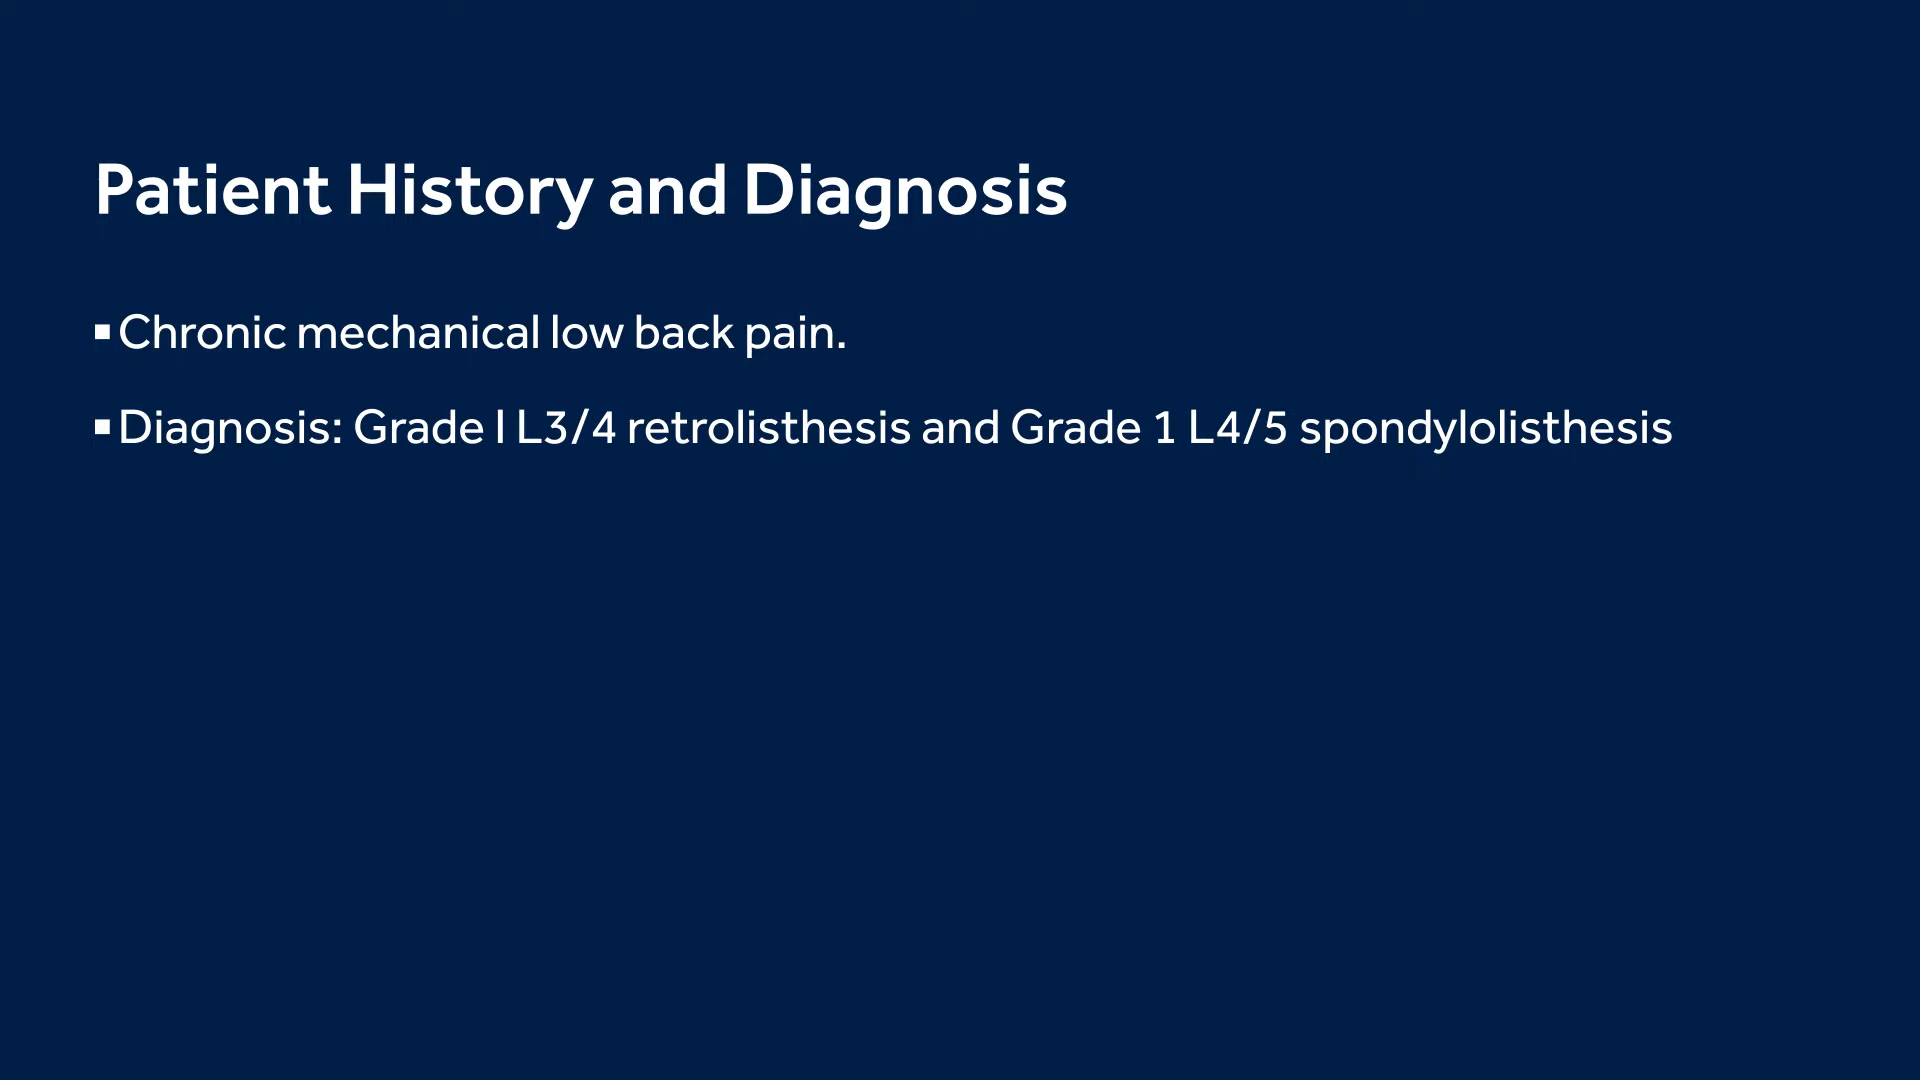 Patient History and Diagnosis
▪Chronic mechanical low back pain.
▪Diagnosis: Grade I L3/4 retrolisthesis and Grade 1 L4/5 spondylolisthesis